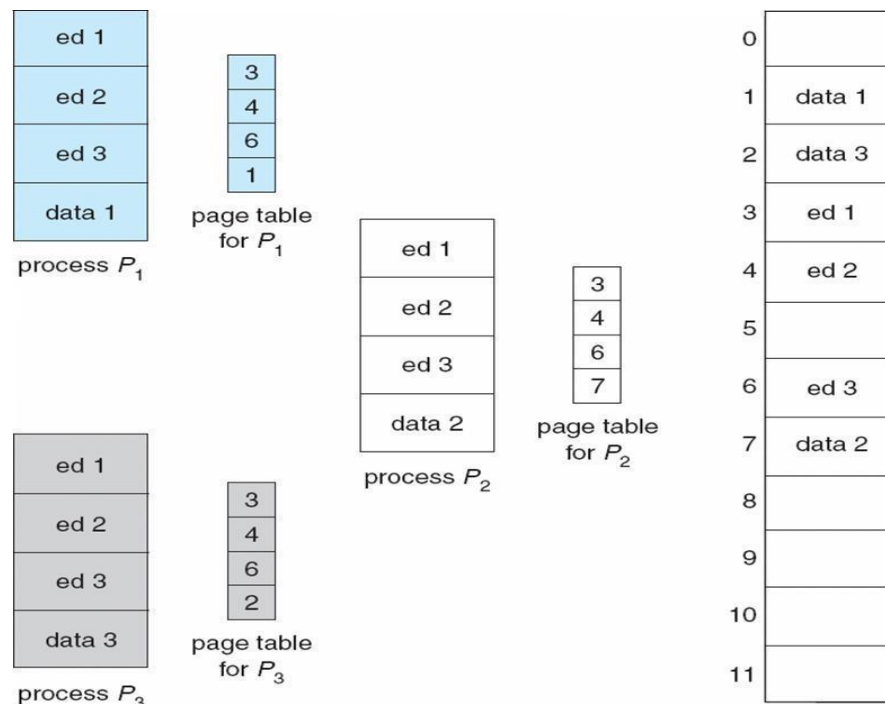 ed 1
ed 2
ed 3
data 1
process P1
3
4
6
1
page table
for P1
ed 1
ed 2
ed 3
data 2
process P2
3
4
6
7
page table
for P2
ed 1
ed 2
ed 3
data 3
process P3
3
4
6
2
page table
for P3
0
1 data 1
2 data 3
3 ed 1
4 ed 2
5
6 ed 3
7 data 2
8
9
10
11